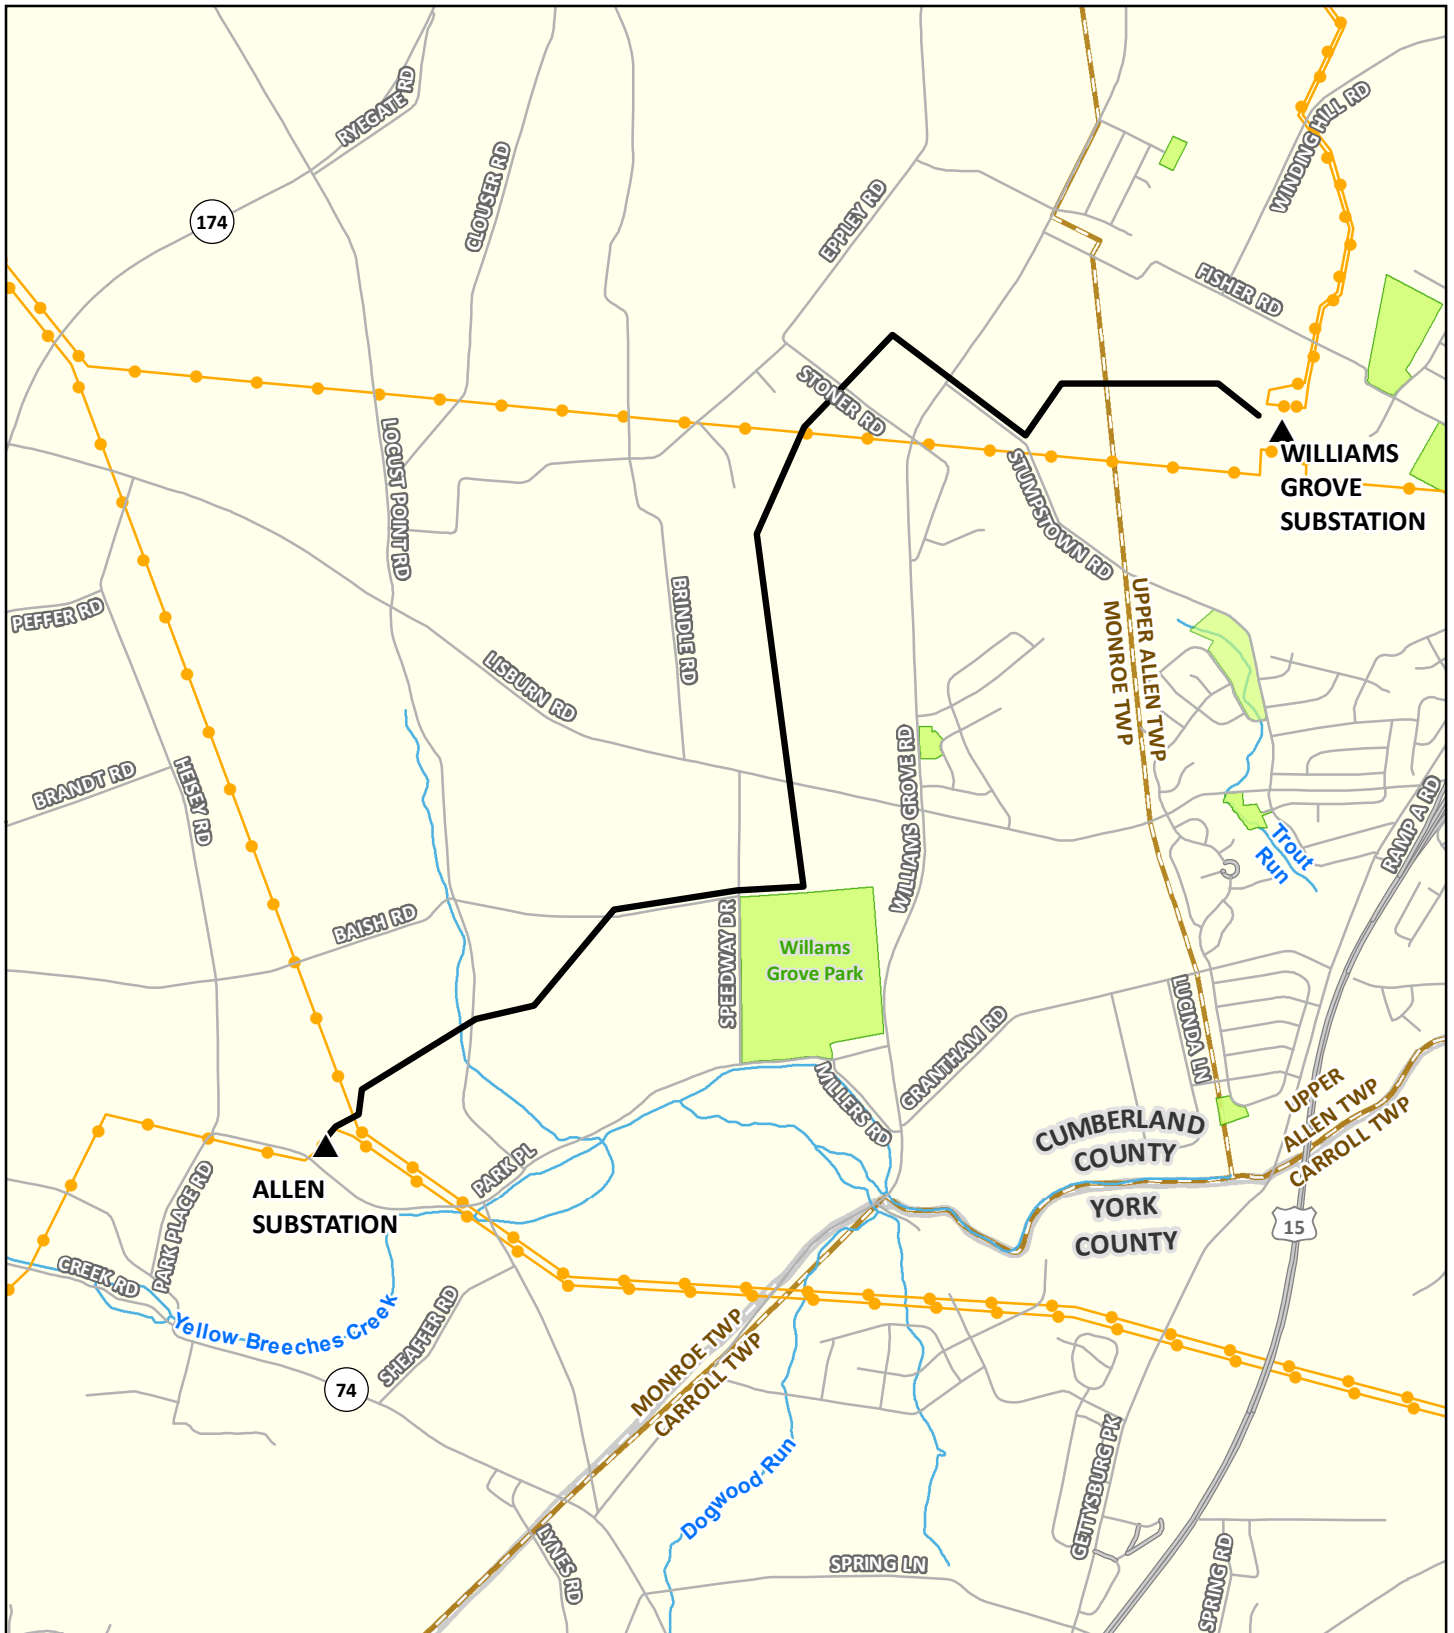 RYEGATE RD
174
CLOUSER RD
EPPLEY RD
WINDING HILL RD
FISHER RD
STONER RD
LOCUST POINT RD
STUMPSTOWN RD
WILLIAMS
GROVE
SUBSTATION
PEFFER RD
BRINDLE RD
UPPER ALLEN TWP
MONROE TWP
LISBURN RD
BRANDT RD
HEISEY RD
WILLIAMS GROVE RD
RAMP A RD
Trout
Run
BAISH RD
SPEEDWAY DR
Willams
Grove Park
LUCINDA LN
GRANTHAM RD
MILLERS RD
UPPER
ALLEN TWP
CARROLL TWP
CUMBERLAND
COUNTY
YORK
COUNTY
PARK PL
ALLEN
SUBSTATION
PARK PLACE RD
15
CREEK RD
Yellow-Breeches-Creek
SHEAFFER RD
74
MONROE TWP
CARROLL TWP
Dogwood-Run
GETTYSBURG PK
LYNES RD
SPRING LN
SPRING RD